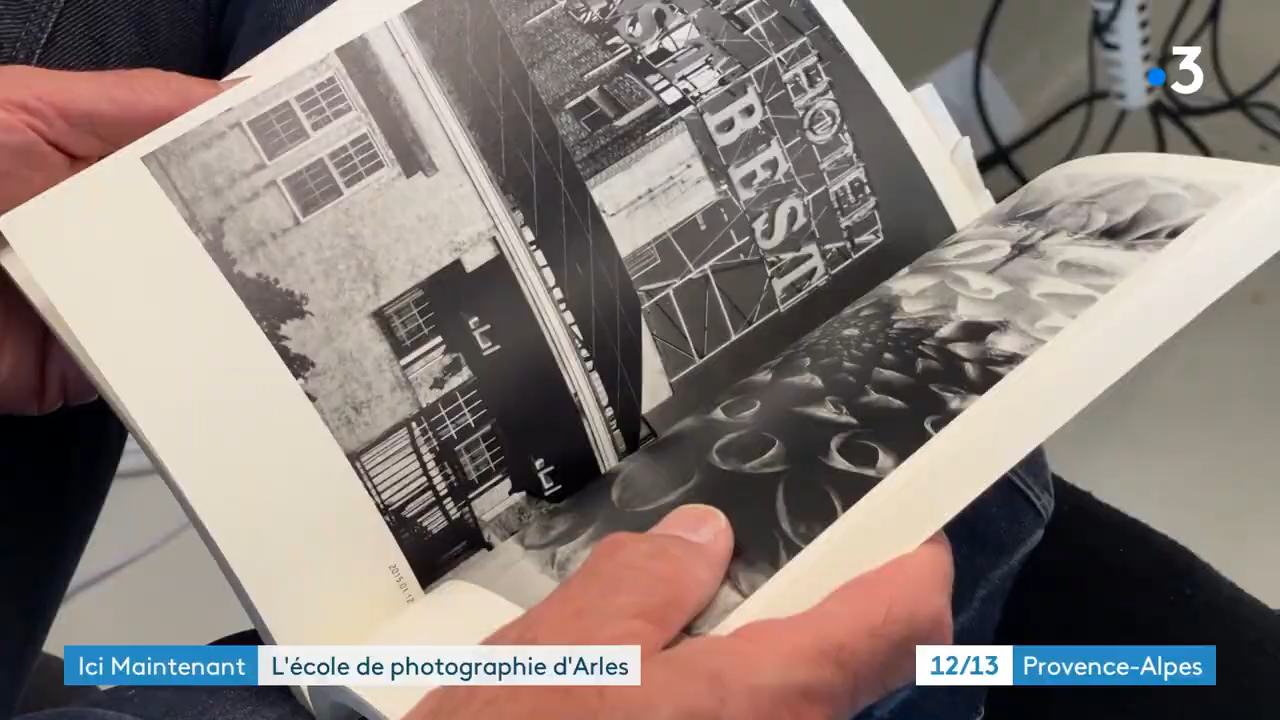 3
HOTEL
BEST
2015.01.12
Ici Maintenant
L'école de photographie d'Arles
12/13
Provence-Alpes